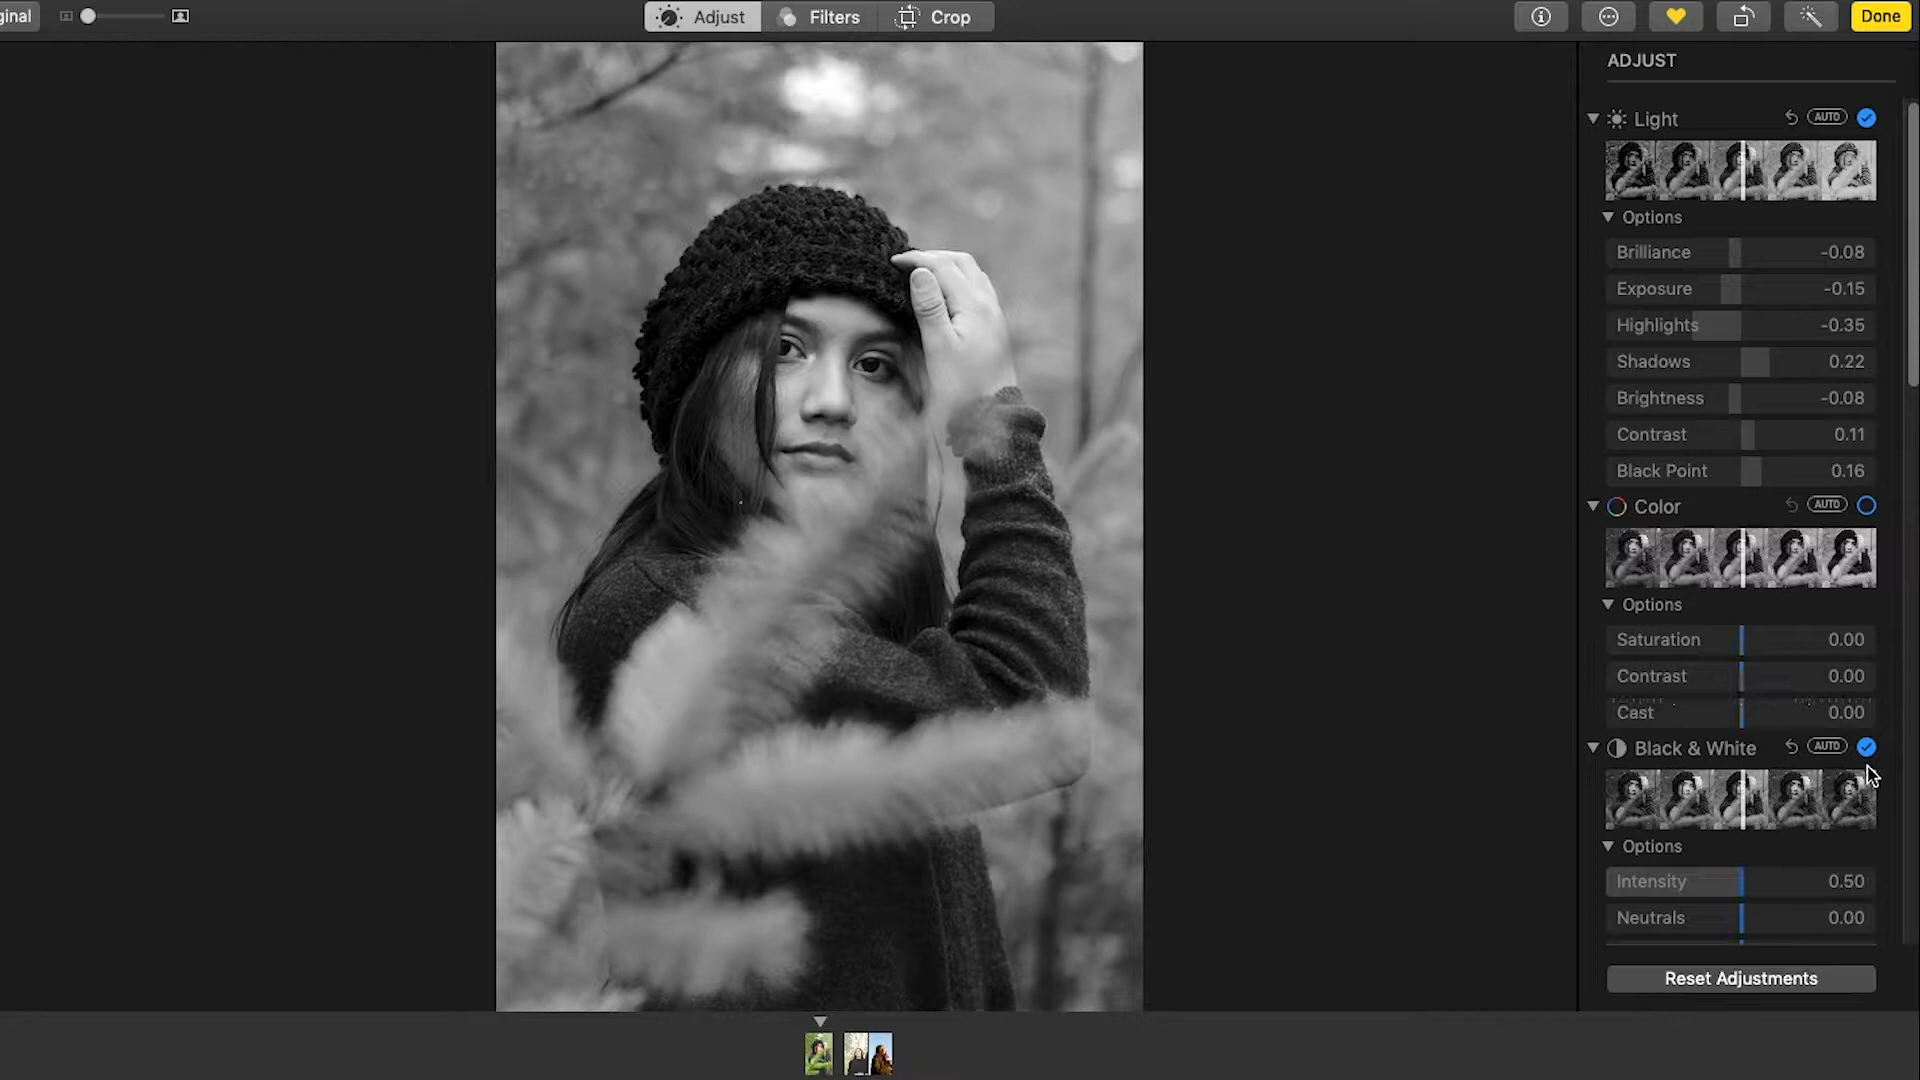 ginal
Adjust
Filters
Crop
Done
ADJUST
Light AUTO
Options
Brilliance -0.08
Exposure -0.15
Highlights -0.35
Shadows 0.22
Brightness -0.08
Contrast 0.11
Black Point 0.16
Color AUTO
Options
Saturation 0.00
Contrast 0.00
Cast 0.00
Black & White AUTO
Options
Intensity 0.50
Neutrals 0.00
Reset Adjustments